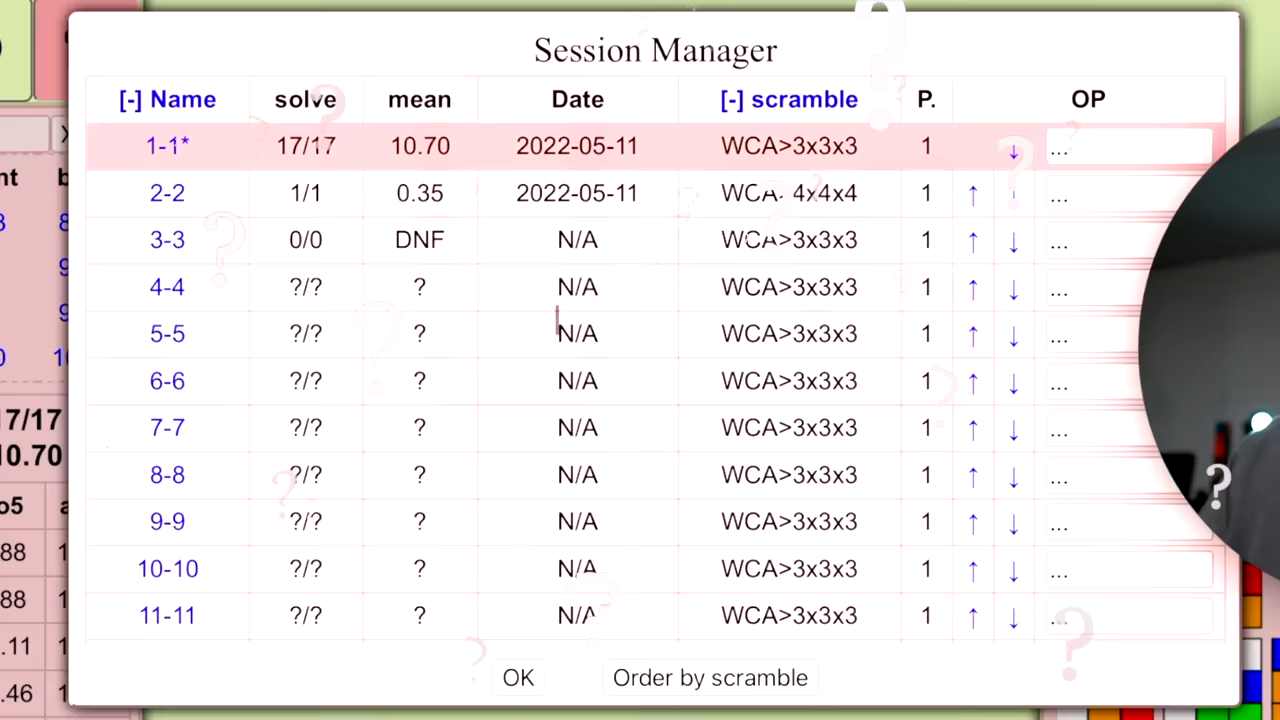 Session Manager
[-] Name solve mean Date [-] scramble P. OP
1-1* 17/17 10.70 2022-05-11 WCA>3x3x3 1 ↓ ...
2-2 1/1 0.35 2022-05-11 WCA>4x4x4 1 ↑ ↓ ...
3-3 0/0 DNF N/A WCA>3x3x3 1 ↑ ↓ ...
4-4 ?/? ? N/A WCA>3x3x3 1 ↑ ↓ ...
5-5 ?/? ? N/A WCA>3x3x3 1 ↑ ↓ ...
6-6 ?/? ? N/A WCA>3x3x3 1 ↑ ↓ ...
7-7 ?/? ? N/A WCA>3x3x3 1 ↑ ↓ ...
8-8 ?/? ? N/A WCA>3x3x3 1 ↑ ↓ ...
9-9 ?/? ? N/A WCA>3x3x3 1 ↑ ↓ ...
10-10 ?/? ? N/A WCA>3x3x3 1 ↑ ↓ ...
11-11 ?/? ? N/A WCA>3x3x3 1 ↑ ↓ ...
OK Order by scramble